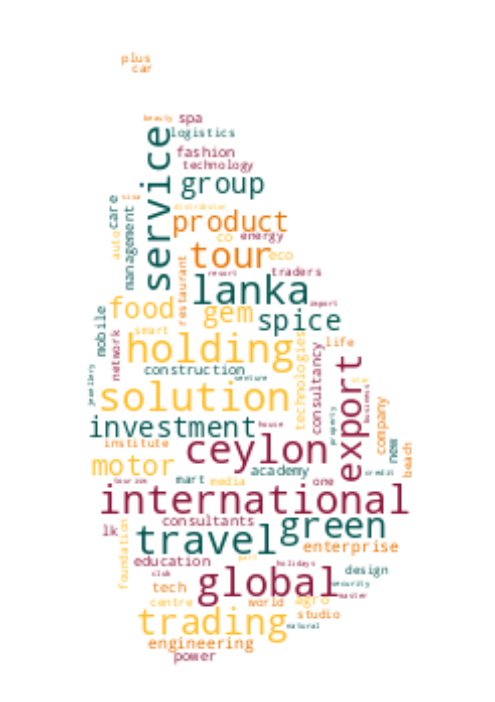 plus
car
beauty spa
logistics
service
fashion
technology
group
visa
care
distributor
product
management
co energy
auto
tour
eco
restaurant
resort traders
lanka
import
food gem
spice
mobile
smart
network
holding
life
technologies
consultancy
construction
venture
export
jewellery
solution
business
company
property
investment house
new
institute
ceylon
beach
motor
academy
credit
tourism mart media one
international
lk consultants
travel green
foundation
enterprise
education
holidays
club
design
tech global
security
master
centre world agro
trading studio
natural
engineering
power